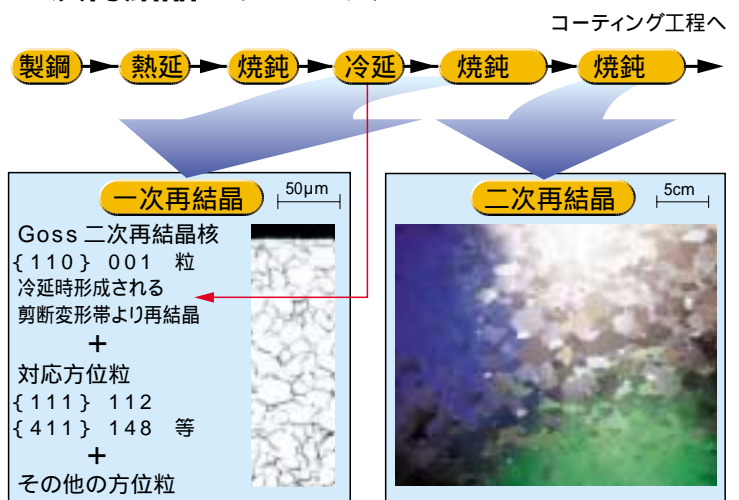 コーティング工程へ
製鋼 熱延 焼鈍 冷延 焼鈍 焼鈍
一次再結晶 50μm
Goss 二次再結晶核
{110} 001 粒
冷延時形成される
剪断変形帯より再結晶
+
対応方位粒
{111} 112
{411} 148 等
+
その他の方位粒
二次再結晶 5cm